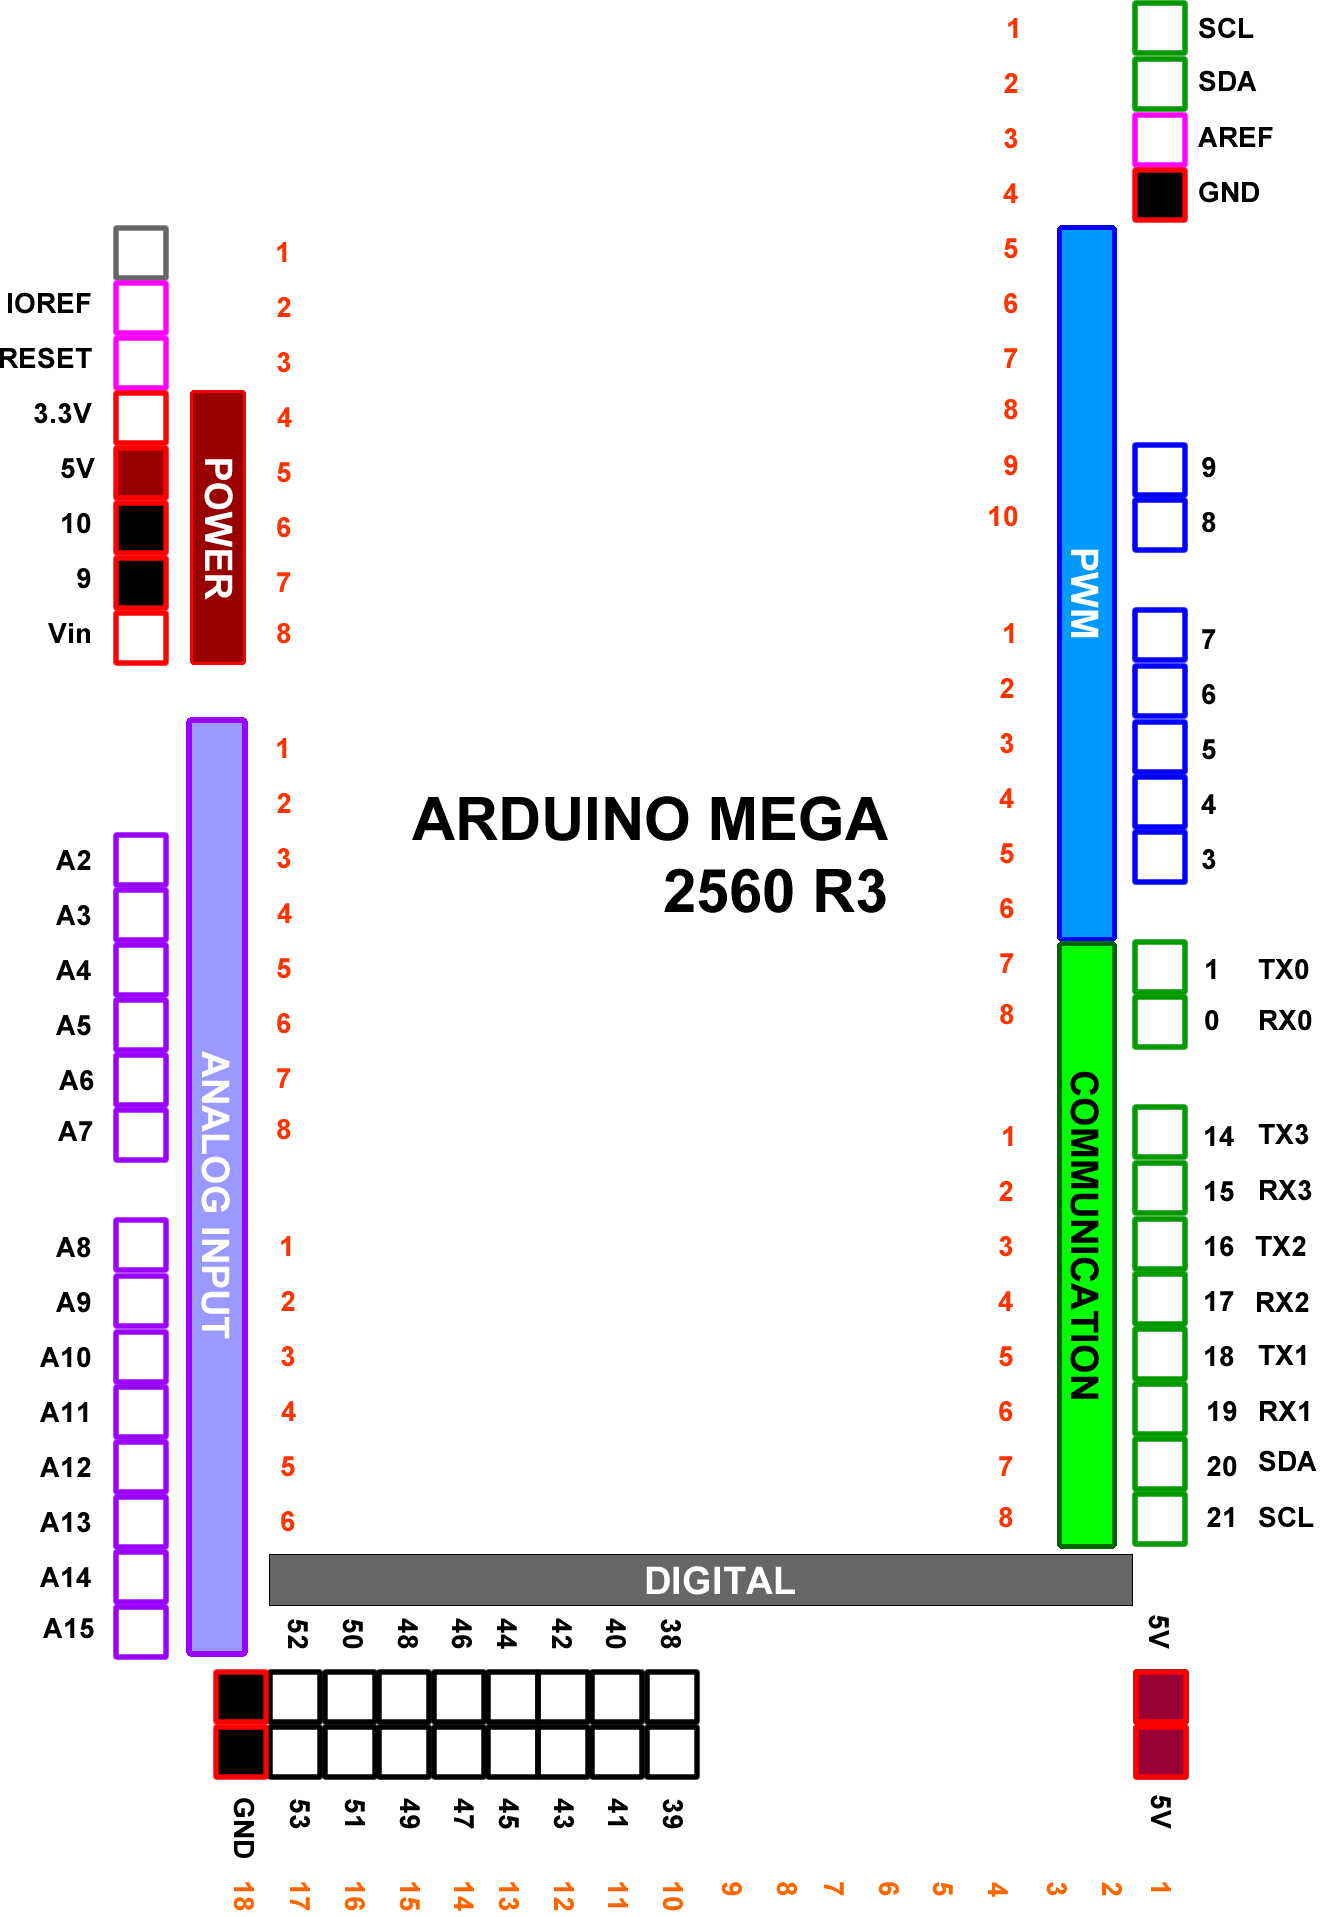 1 SCL
2 SDA
3 AREF
4 GND
1 5
IOREF 2 6
RESET 3 7
3.3V 4 8
5V 5 9 9
10 6 10 8
9 7
Vin 8 1 7
2 6
1 3 5
2 4 4
A2 3 5 3
A3 4 6
A4 5 7 1 TX0
A5 6 8 0 RX0
A6 7
A7 8 1 14 TX3
2 15 RX3
A8 1 3 16 TX2
A9 2 4 17 RX2
A10 3 5 18 TX1
A11 4 6 19 RX1
A12 5 7 20 SDA
A13 6 8 21 SCL
A14
A15
POWER
ANALOG INPUT
ARDUINO MEGA
2560 R3
PWM
COMMUNICATION
DIGITAL
52 50 48 46 44 42 40 38 5V
GND 53 51 49 47 45 43 41 39 5V
18 17 16 15 14 13 12 11 10 9 8 7 6 5 4 3 2 1